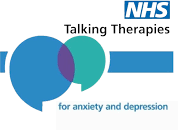 NHS
Talking Therapies
for anxiety and depression